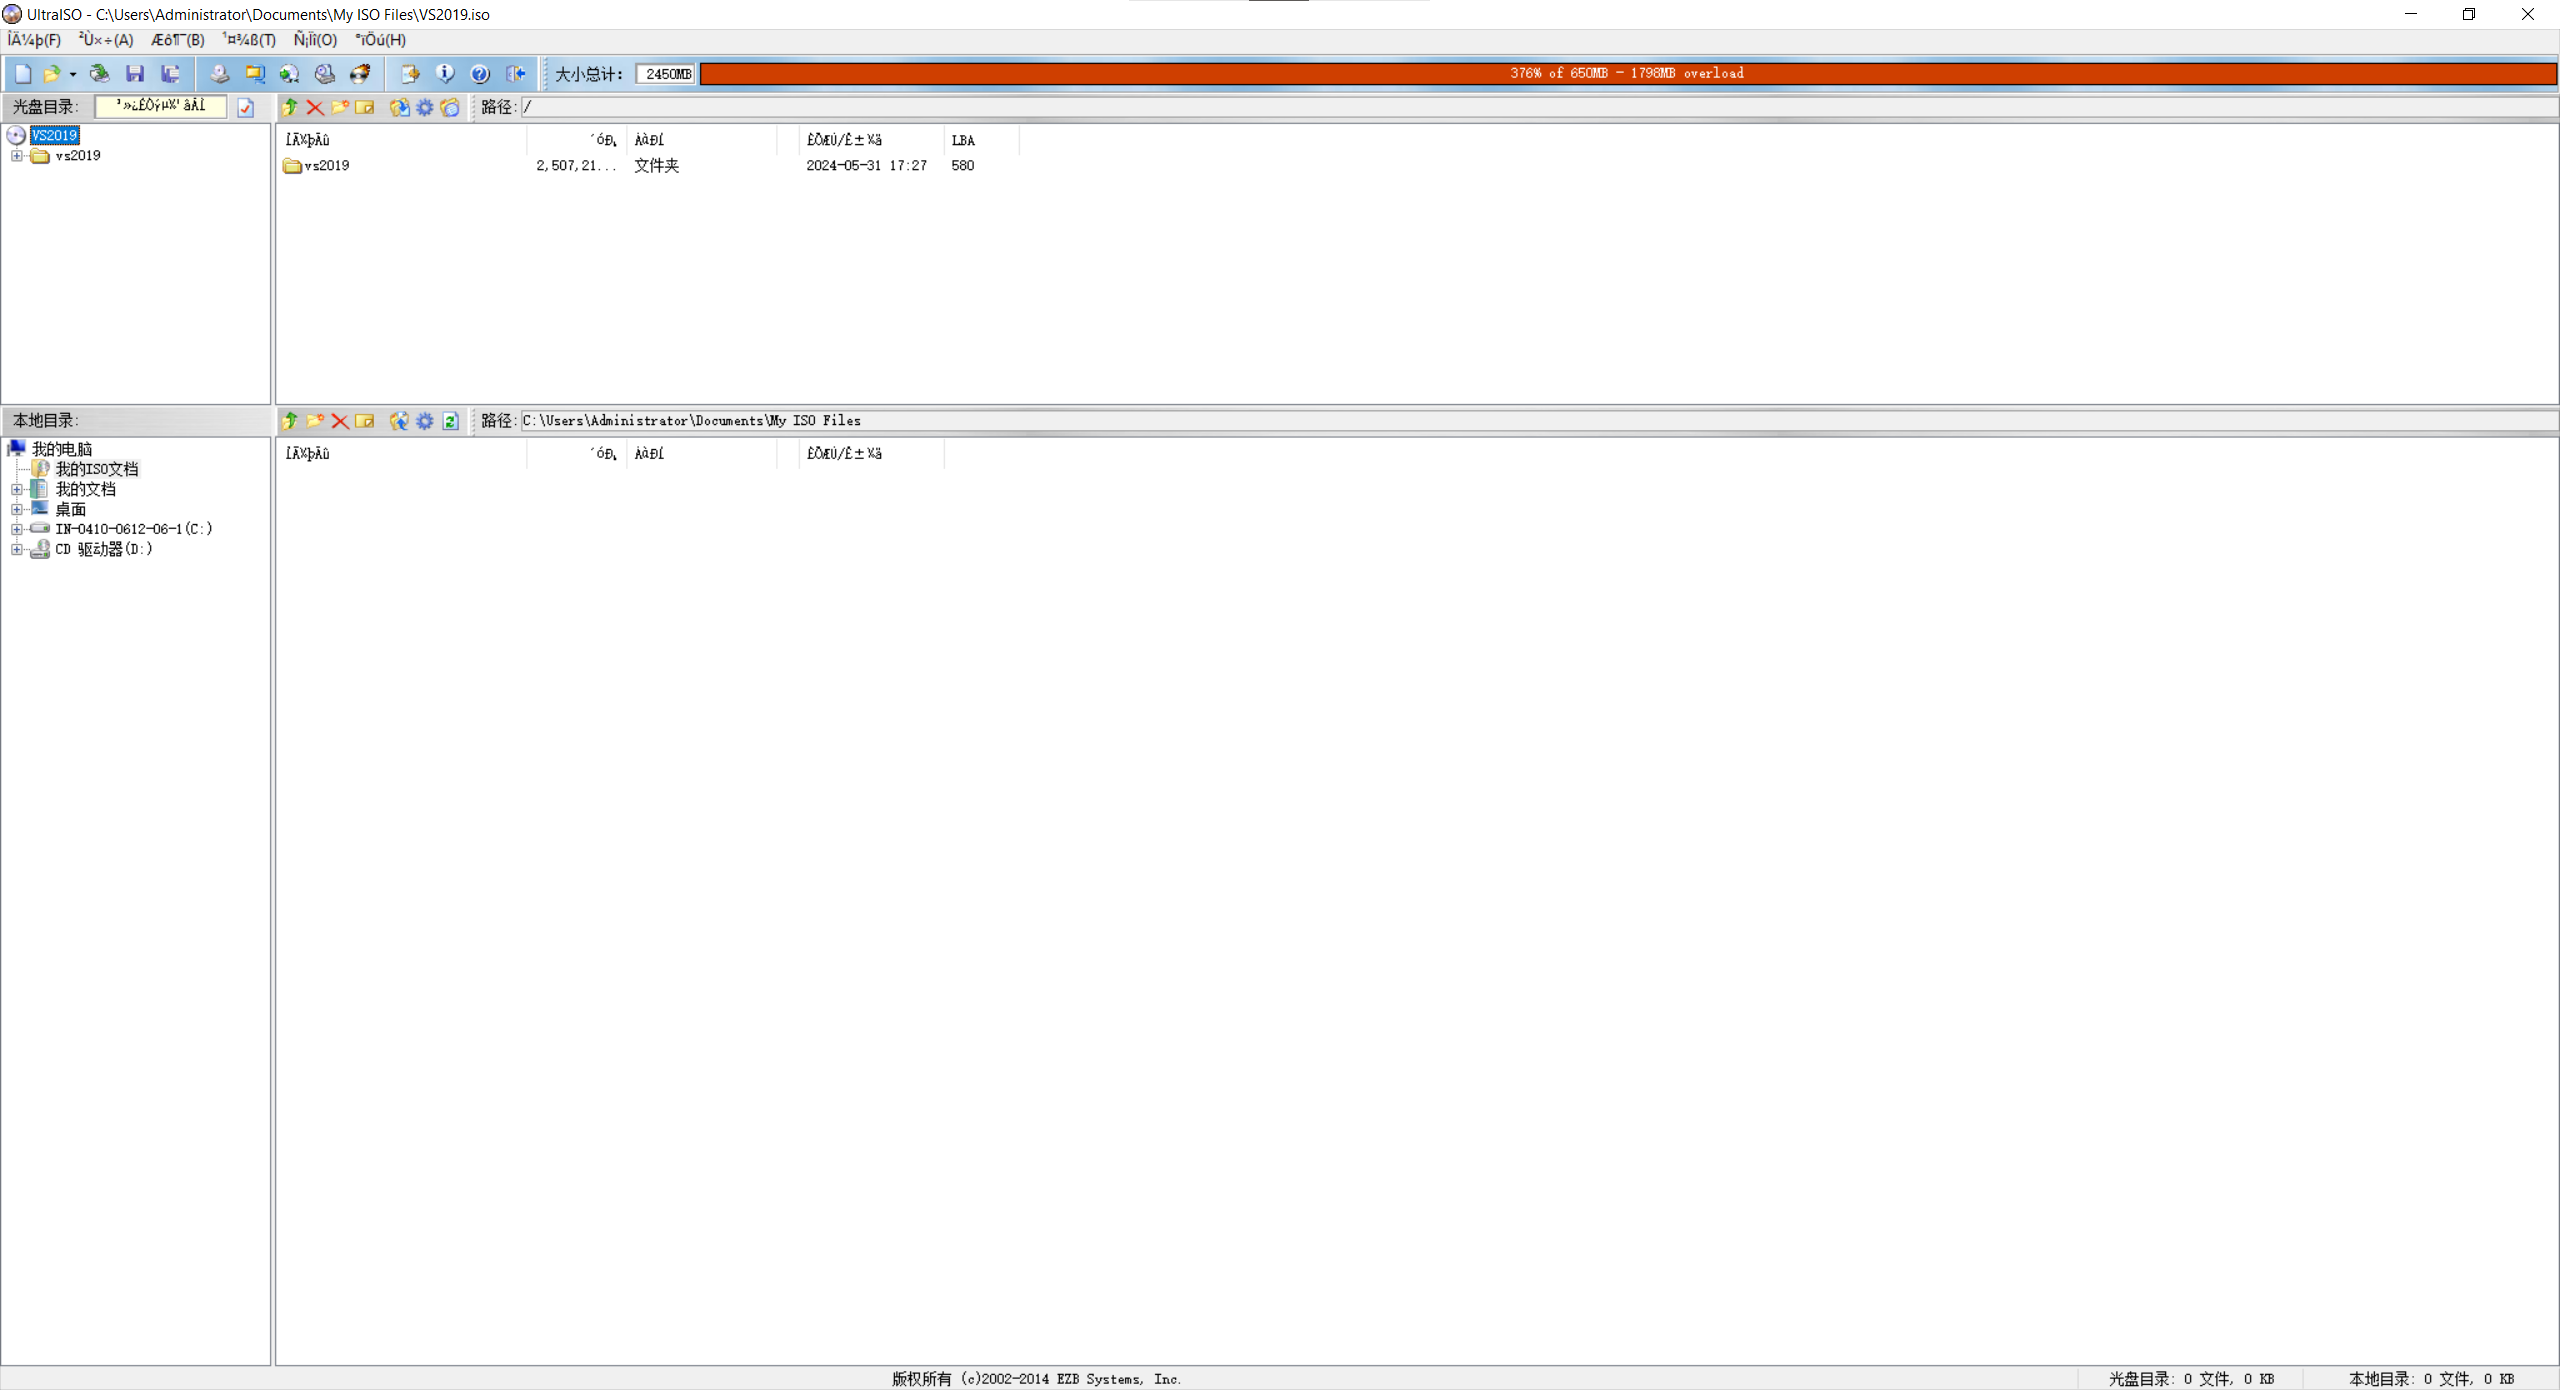 UltraISO - C:\Users\Administrator\Documents\My ISO Files\VS2019.iso
ÎÄ¼þ(F) ²Ù×÷(A) Æô¶¯(B) ¹¤¾ß(T) Ñ¡Ïî(O) °ïÖú(H)
大小总计: 2450MB 376% of 650MB - 1798MB overload
光盘目录: ²»¿ÉÒýµ¼¹âÅÌ 路径: /
VS2019
vs2019
ÎÄ¼þÃû ´óÐ¡ ÀàÐÍ ÈÕÆÚ/Ê±¼ä LBA
vs2019 2,507,21... 文件夹 2024-05-31 17:27 580
本地目录: 路径: C:\Users\Administrator\Documents\My ISO Files
我的电脑
我的ISO文档
我的文档
桌面
IN-0410-0612-06-1(C:)
CD 驱动器(D:)
ÎÄ¼þÃû ´óÐ¡ ÀàÐÍ ÈÕÆÚ/Ê±¼ä
版权所有 (c)2002-2014 EZB Systems, Inc. 光盘目录: 0 文件, 0 KB 本地目录: 0 文件, 0 KB